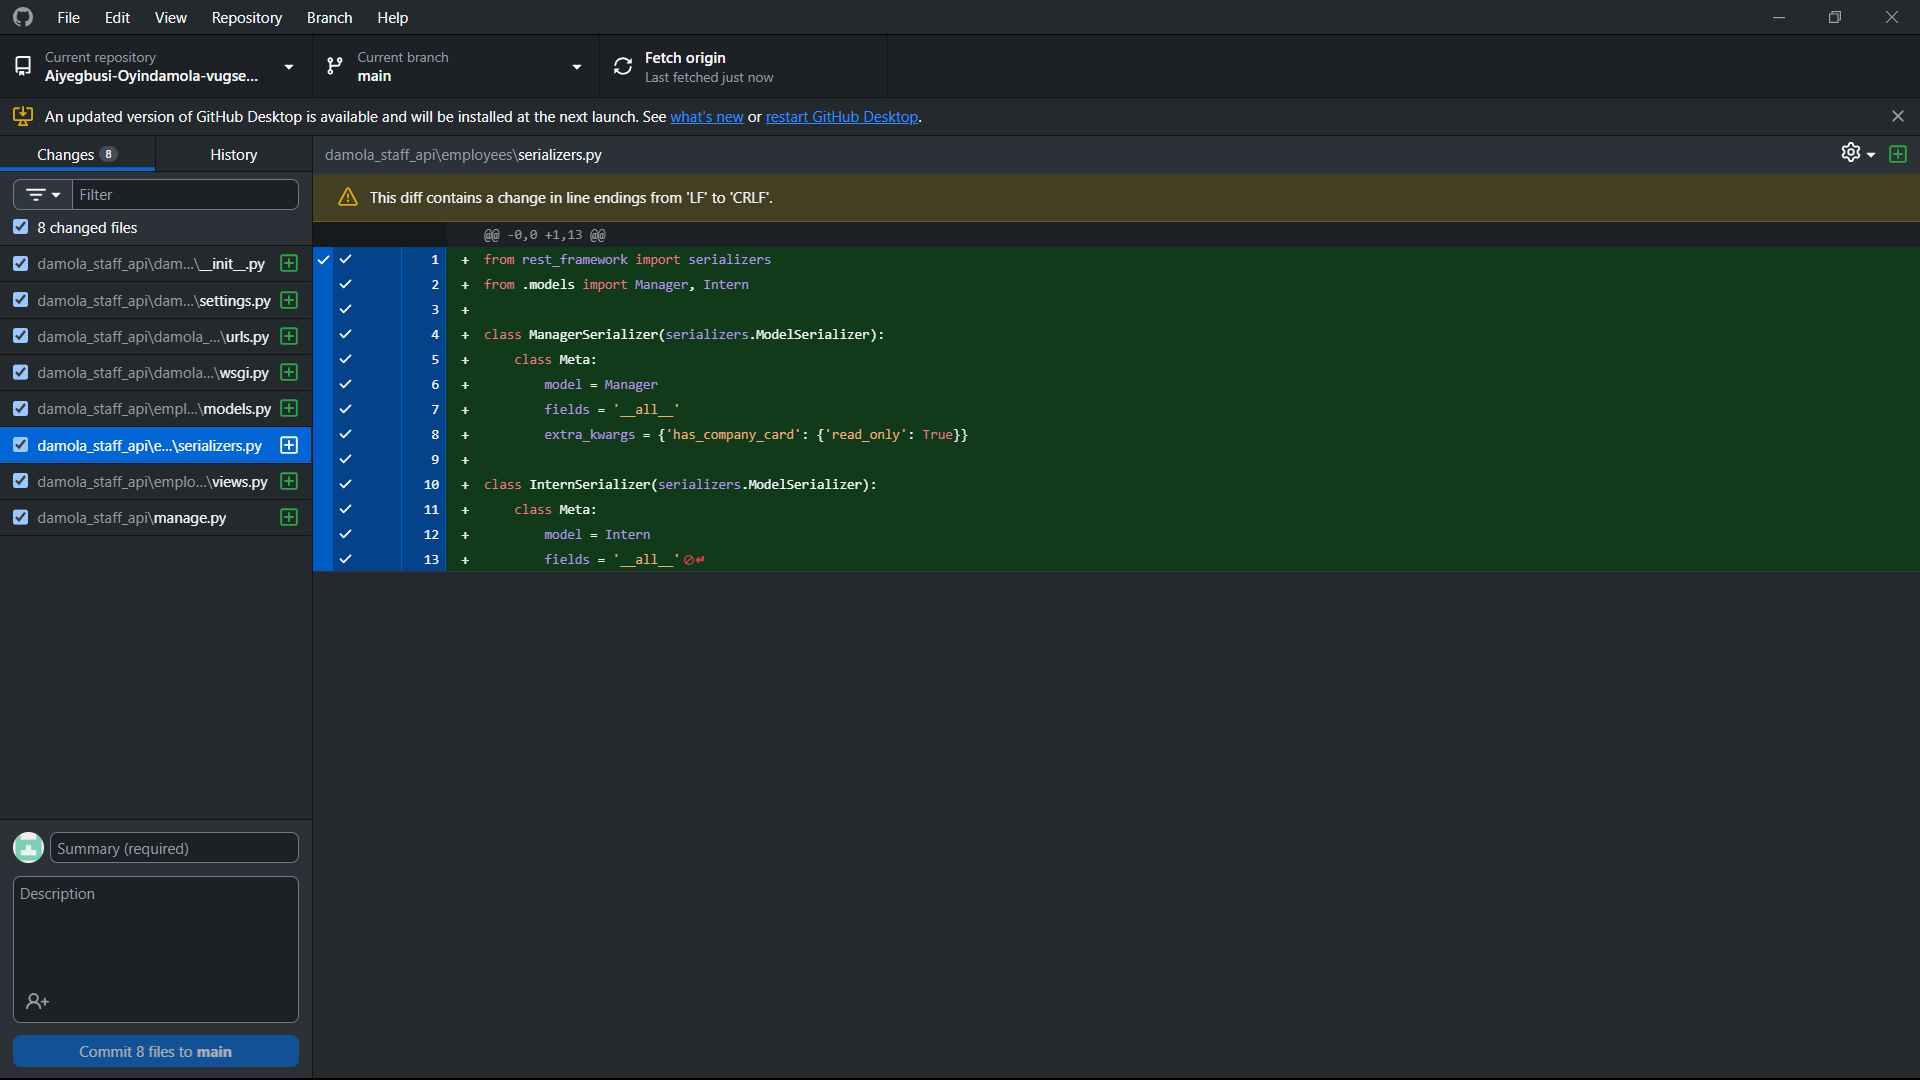 File Edit View Repository Branch Help
Current repository
Aiyegbusi-Oyindamola-vugse...
Current branch
main
Fetch origin
Last fetched just now
An updated version of GitHub Desktop is available and will be installed at the next launch. See what's new or restart GitHub Desktop.
Changes 8
History
damola_staff_api\employees\serializers.py
Filter
This diff contains a change in line endings from 'LF' to 'CRLF'.
8 changed files
damola_staff_api\dam...\__init__.py
damola_staff_api\dam...\settings.py
damola_staff_api\damola_...\urls.py
damola_staff_api\damola...\wsgi.py
damola_staff_api\empl...\models.py
damola_staff_api\e...\serializers.py
damola_staff_api\emplo...\views.py
damola_staff_api\manage.py
@@ -0,0 +1,13 @@
1 + from rest_framework import serializers
2 + from .models import Manager, Intern
3 +
4 + class ManagerSerializer(serializers.ModelSerializer):
5 +     class Meta:
6 +         model = Manager
7 +         fields = '__all__'
8 +         extra_kwargs = {'has_company_card': {'read_only': True}}
9 +
10 + class InternSerializer(serializers.ModelSerializer):
11 +     class Meta:
12 +         model = Intern
13 +         fields = '__all__'
Summary (required)
Description
Commit 8 files to main